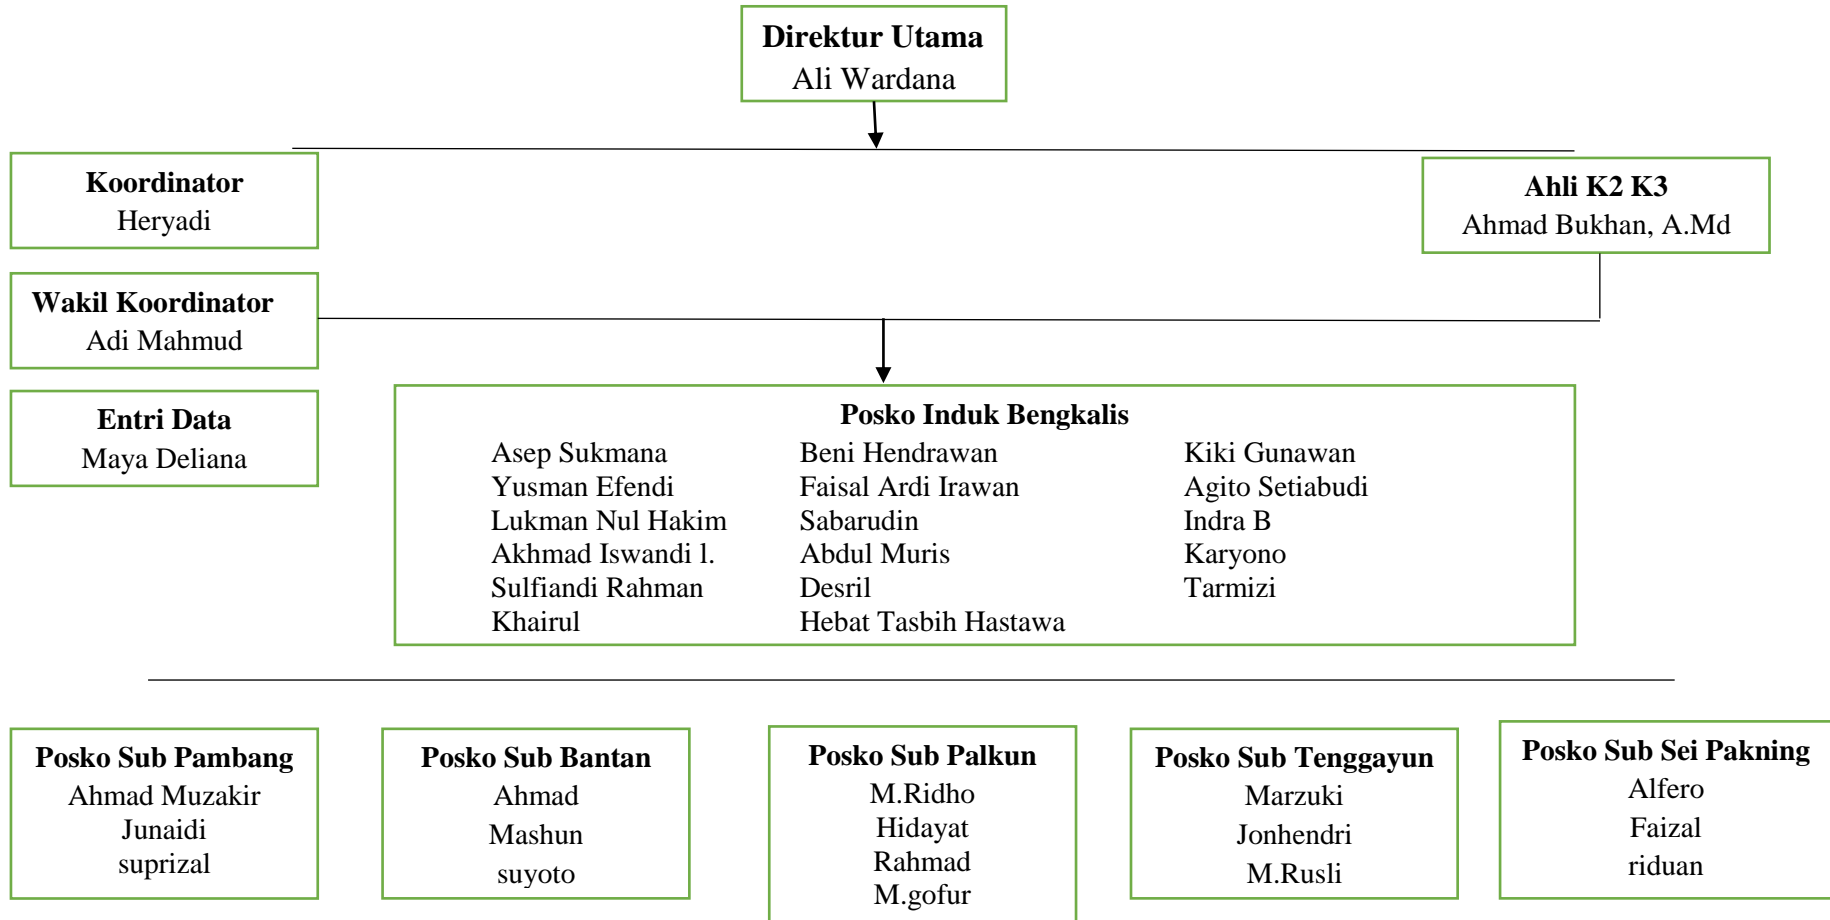 Direktur Utama
Ali Wardana
Koordinator
Heryadi
Ahli K2 K3
Ahmad Bukhan, A.Md
Wakil Koordinator
Adi Mahmud
Entri Data
Maya Deliana
Posko Induk Bengkalis
Asep Sukmana Beni Hendrawan Kiki Gunawan
Yusman Efendi Faisal Ardi Irawan Agito Setiabudi
Lukman Nul Hakim Sabarudin Indra B
Akhmad Iswandi l. Abdul Muris Karyono
Sulfiandi Rahman Desril Tarmizi
Khairul Hebat Tasbih Hastawa
Posko Sub Pambang
Ahmad Muzakir
Junaidi
suprizal
Posko Sub Bantan
Ahmad
Mashun
suyoto
Posko Sub Palkun
M.Ridho
Hidayat
Rahmad
M.gofur
Posko Sub Tenggayun
Marzuki
Jonhendri
M.Rusli
Posko Sub Sei Pakning
Alfero
Faizal
riduan